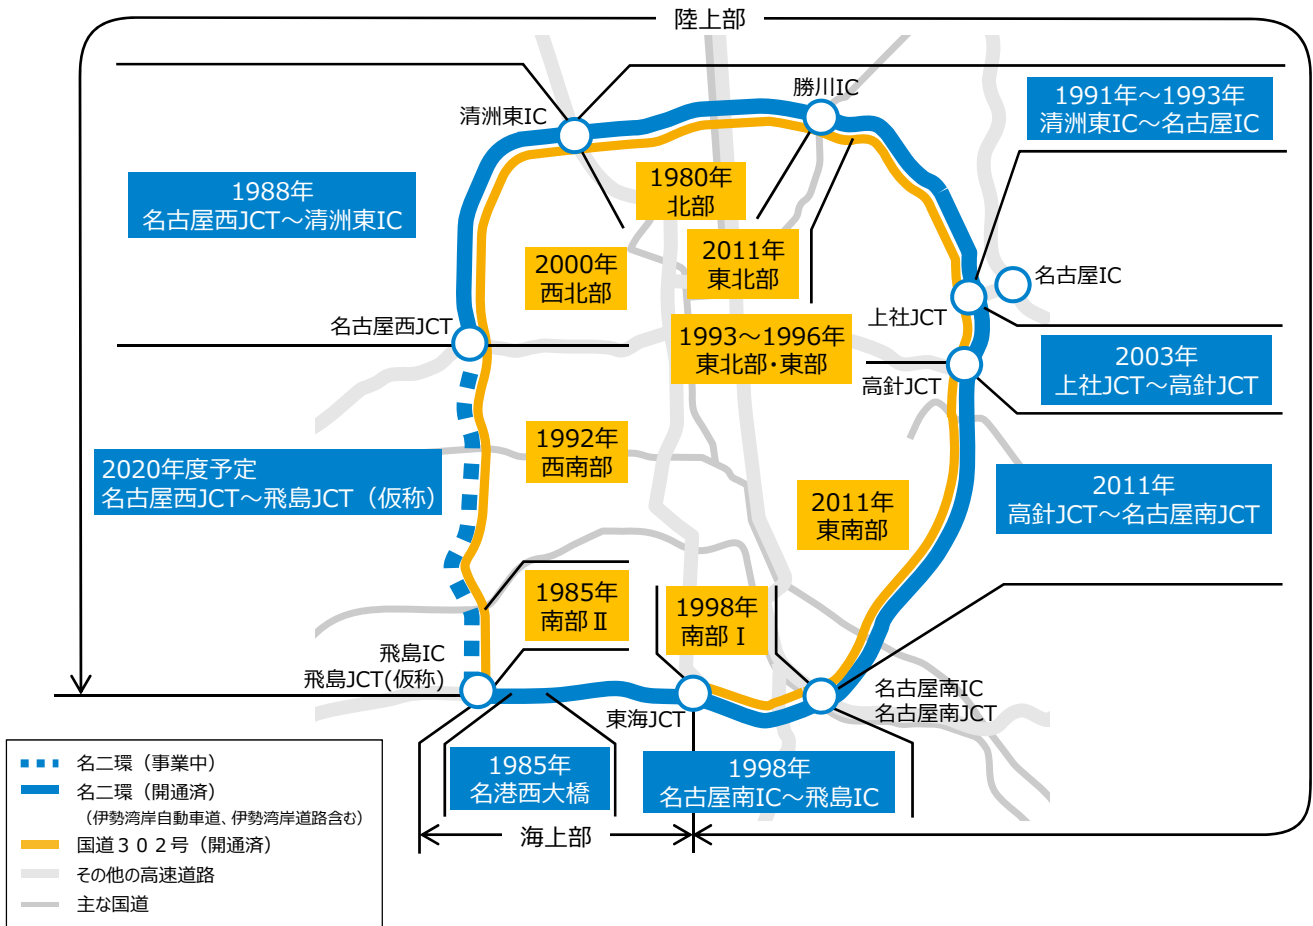 陸上部
清洲東IC
勝川IC
1991年～1993年
清洲東IC～名古屋IC
1988年
名古屋西JCT～清洲東IC
1980年
北部
2000年
西北部
2011年
東北部
名古屋IC
上社JCT
名古屋西JCT
1993～1996年
東北部・東部
高針JCT
2003年
上社JCT～高針JCT
1992年
西南部
2020年度予定
名古屋西JCT～飛島JCT（仮称）
2011年
東南部
2011年
高針JCT～名古屋南JCT
1985年
南部Ⅱ
1998年
南部Ⅰ
飛島IC
飛島JCT(仮称)
東海JCT
名古屋南IC
名古屋南JCT
1985年
名港西大橋
1998年
名古屋南IC～飛島IC
海上部
名二環（事業中）
名二環（開通済）
（伊勢湾岸自動車道、伊勢湾岸道路含む）
国道３０２号（開通済）
その他の高速道路
主な国道